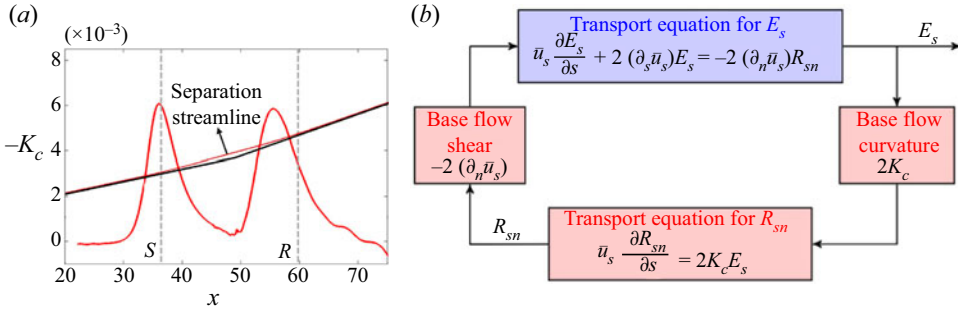 (a)
(×10⁻³)
8
6
4
2
0
−K_c
Separation
streamline
S
R
20 30 40 50 60 70
x
(b)
Transport equation for E_s
ū_s ∂E_s/∂s + 2 (∂_s ū_s)E_s = −2 (∂_n ū_s)R_sn
E_s
Base flow
shear
−2 (∂_n ū_s)
Base flow
curvature
2K_c
R_sn
Transport equation for R_sn
ū_s ∂R_sn/∂s = 2K_c E_s